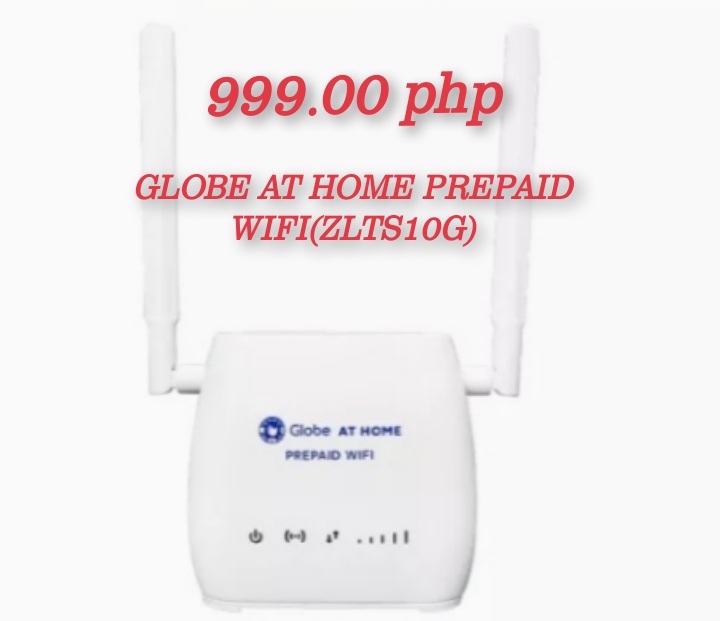 999.00 php
GLOBE AT HOME PREPAID
WIFI(ZLTS10G)
Globe AT HOME
PREPAID WIFI